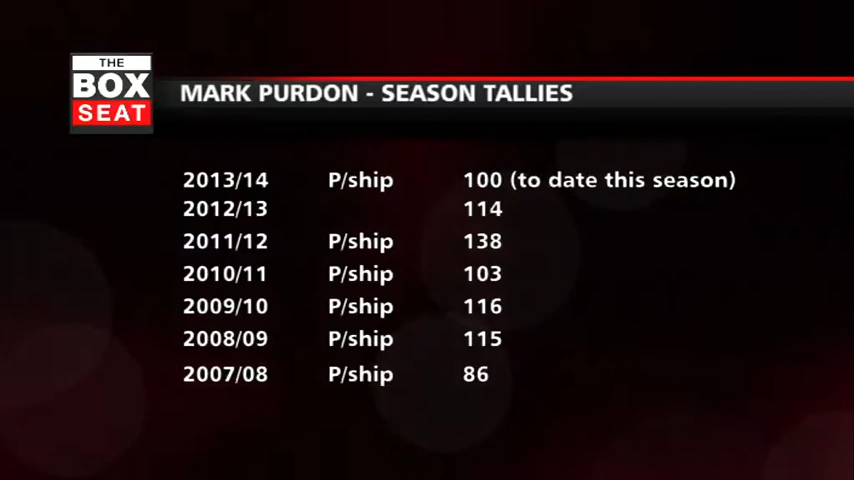 THE
BOX
SEAT
MARK PURDON - SEASON TALLIES
2013/14 P/ship 100 (to date this season)
2012/13 114
2011/12 P/ship 138
2010/11 P/ship 103
2009/10 P/ship 116
2008/09 P/ship 115
2007/08 P/ship 86